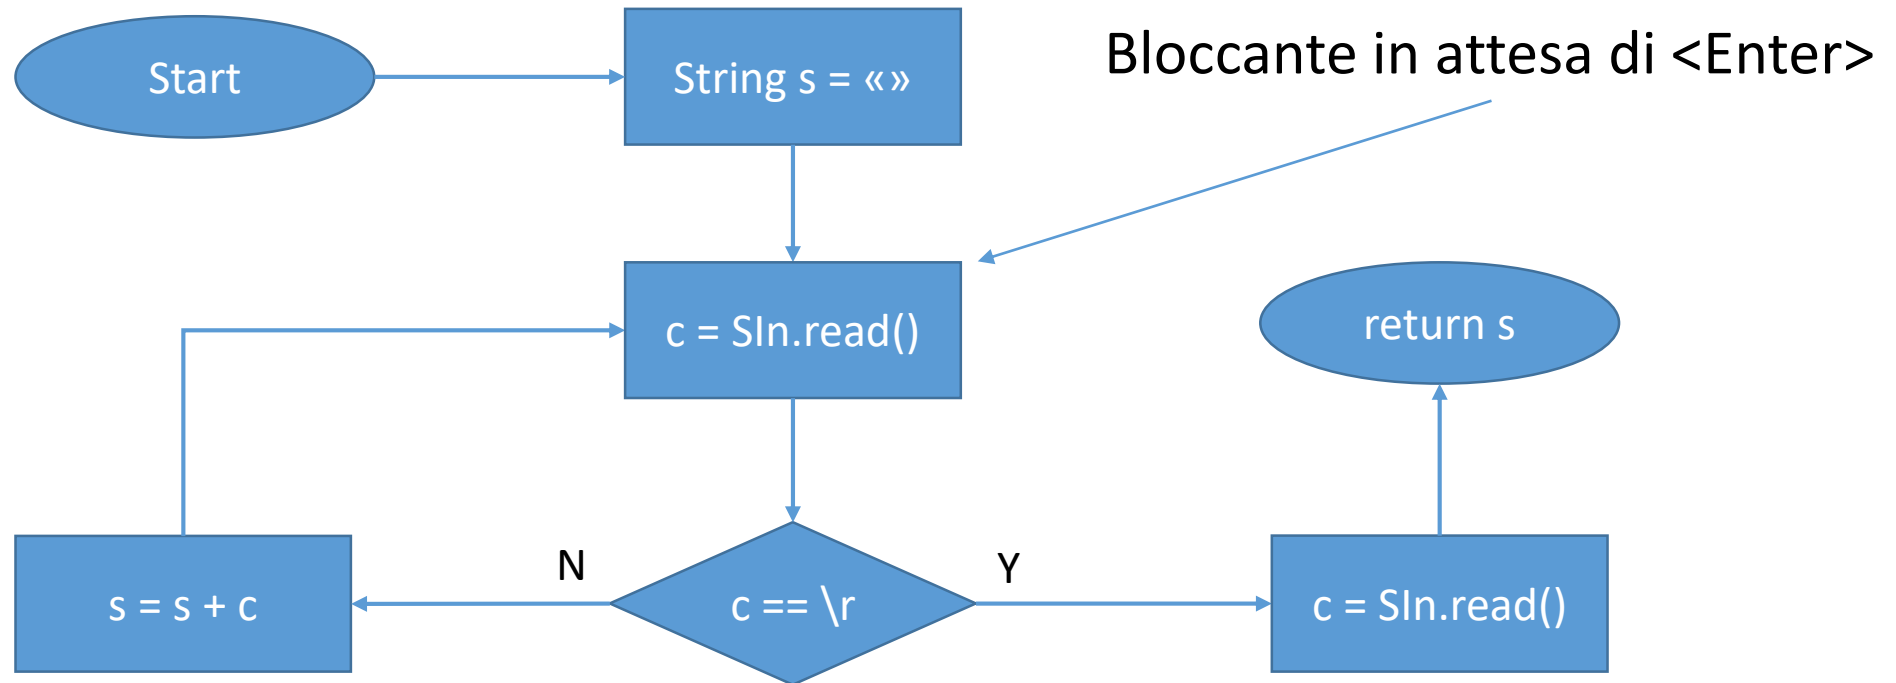 Start
String s = «»
Bloccante in attesa di <Enter>
c = SIn.read()
return s
N
Y
s = s + c
c == \r
c = SIn.read()